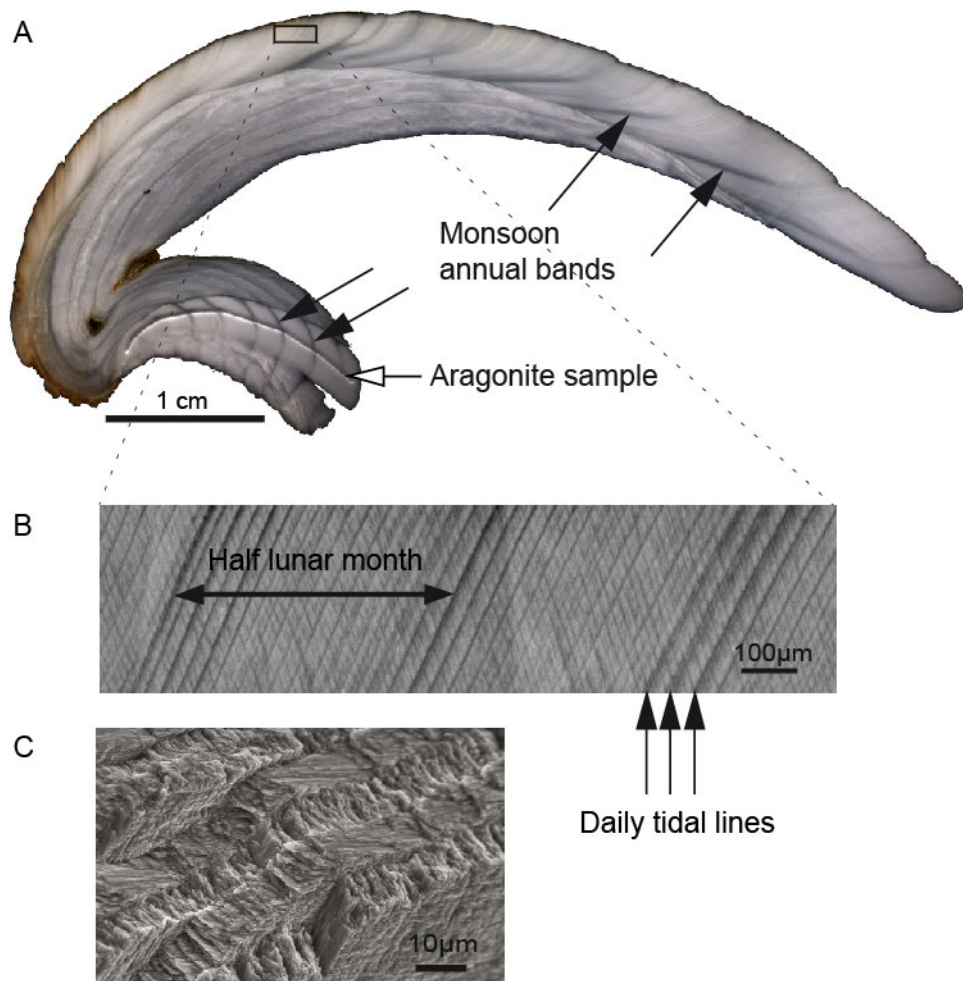 A
Monsoon
annual bands
Aragonite sample
1 cm
B
Half lunar month
100µm
C
10µm
Daily tidal lines